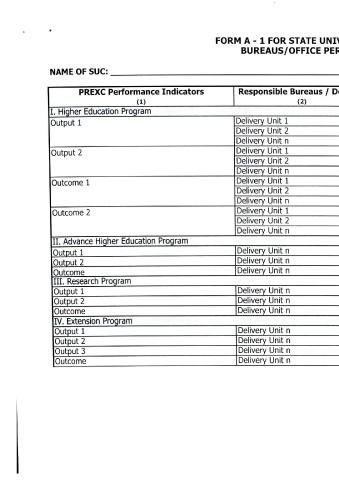 FORM A - 1 FOR STATE
BUREAUS/OFFICE
NAME OF SUC:
PREXC Performance Indicators Responsible Bureaus /
(1) (2)
I. Higher Education Program
Output 1 Delivery Unit 1
Delivery Unit 2
Delivery Unit n
Output 2 Delivery Unit 1
Delivery Unit 2
Delivery Unit n
Outcome 1 Delivery Unit 1
Delivery Unit 2
Delivery Unit n
Outcome 2 Delivery Unit 1
Delivery Unit 2
Delivery Unit n
II. Advance Higher Education Program
Output 1 Delivery Unit n
Output 2 Delivery Unit n
Outcome Delivery Unit n
III. Research Program
Output 1 Delivery Unit n
Output 2 Delivery Unit n
Outcome Delivery Unit n
IV. Extension Program
Output 1 Delivery Unit n
Output 2 Delivery Unit n
Output 3 Delivery Unit n
Outcome Delivery Unit n